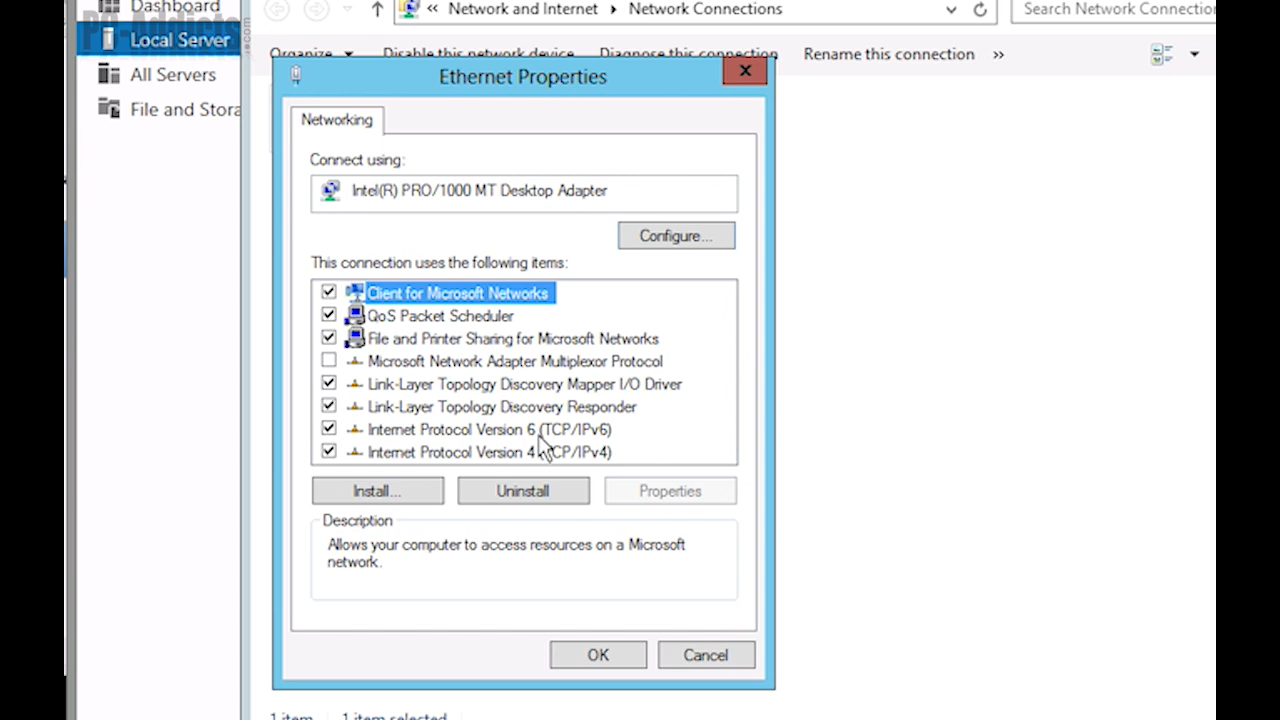 Dashboard
PC-Addicts
.com
Local Server
All Servers
File and Stora
Network and Internet
Network Connections
Search Network Connection
Organize
Disable this network device
Diagnose this connection
Rename this connection
Ethernet Properties
Networking
Connect using:
Intel(R) PRO/1000 MT Desktop Adapter
Configure...
This connection uses the following items:
Client for Microsoft Networks
QoS Packet Scheduler
File and Printer Sharing for Microsoft Networks
Microsoft Network Adapter Multiplexor Protocol
Link-Layer Topology Discovery Mapper I/O Driver
Link-Layer Topology Discovery Responder
Internet Protocol Version 6 (TCP/IPv6)
Internet Protocol Version 4 (TCP/IPv4)
Install...
Uninstall
Properties
Description
Allows your computer to access resources on a Microsoft
network.
OK
Cancel
1 item
1 item selected